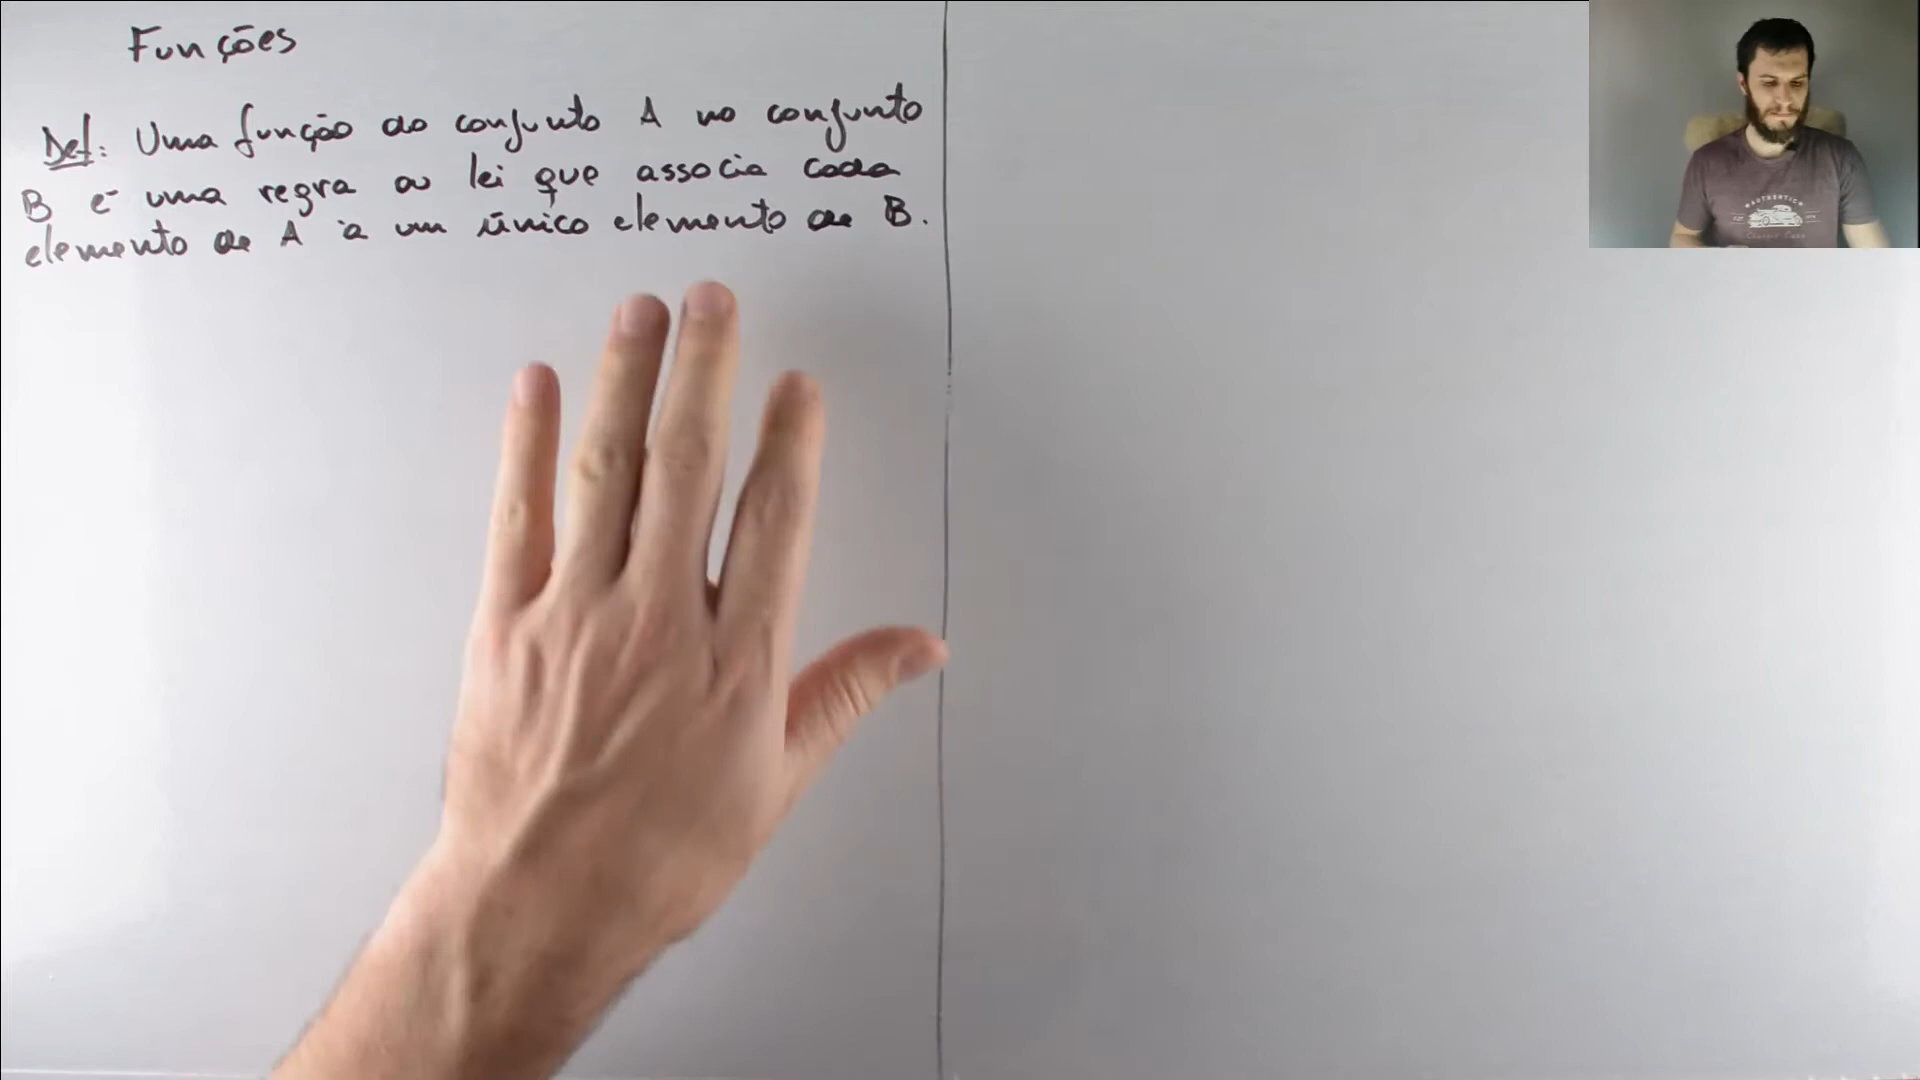 Funções
Def: Uma função do conjunto A no conjunto
B é uma regra ou lei que associa cada
elemento de A à um único elemento de B.
AUTHENTIC